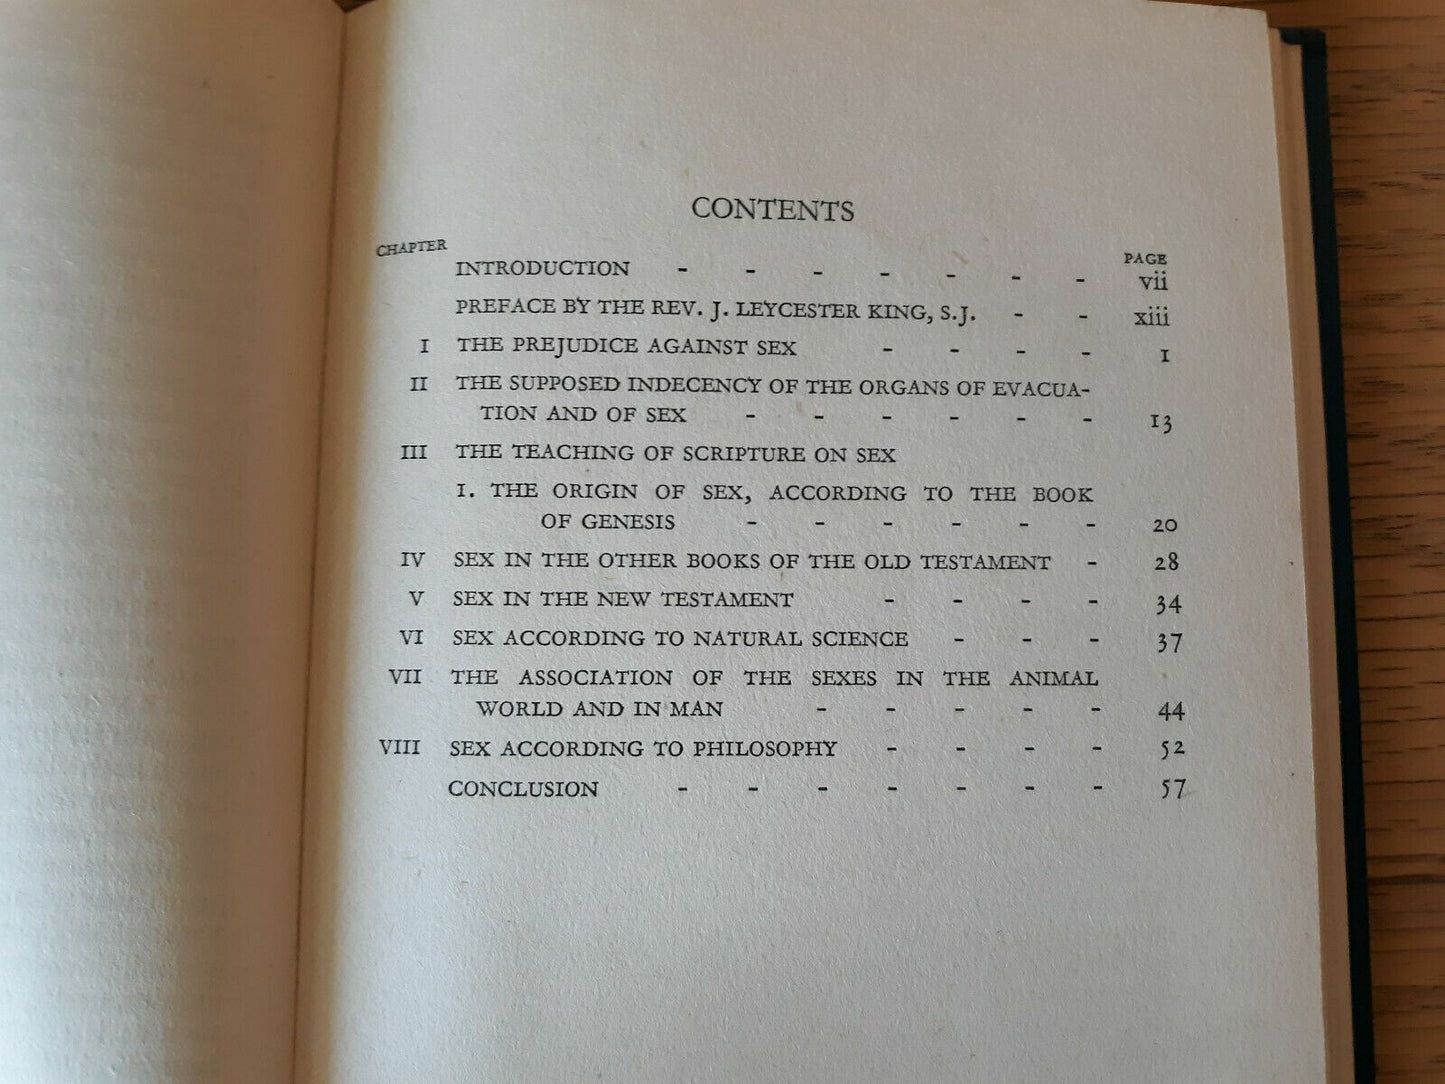 CONTENTS
CHAPTER PAGE
INTRODUCTION - - - - - - - vii
PREFACE BY THE REV. J. LEYCESTER KING, S.J. - - xiii
I THE PREJUDICE AGAINST SEX - - - - 1
II THE SUPPOSED INDECENCY OF THE ORGANS OF EVACUA-
TION AND OF SEX - - - - - - 13
III THE TEACHING OF SCRIPTURE ON SEX
1. THE ORIGIN OF SEX, ACCORDING TO THE BOOK
OF GENESIS - - - - - - 20
IV SEX IN THE OTHER BOOKS OF THE OLD TESTAMENT - 28
V SEX IN THE NEW TESTAMENT - - - - 34
VI SEX ACCORDING TO NATURAL SCIENCE - - - 37
VII THE ASSOCIATION OF THE SEXES IN THE ANIMAL
WORLD AND IN MAN - - - - - 44
VIII SEX ACCORDING TO PHILOSOPHY - - - - 52
CONCLUSION - - - - - - - 57